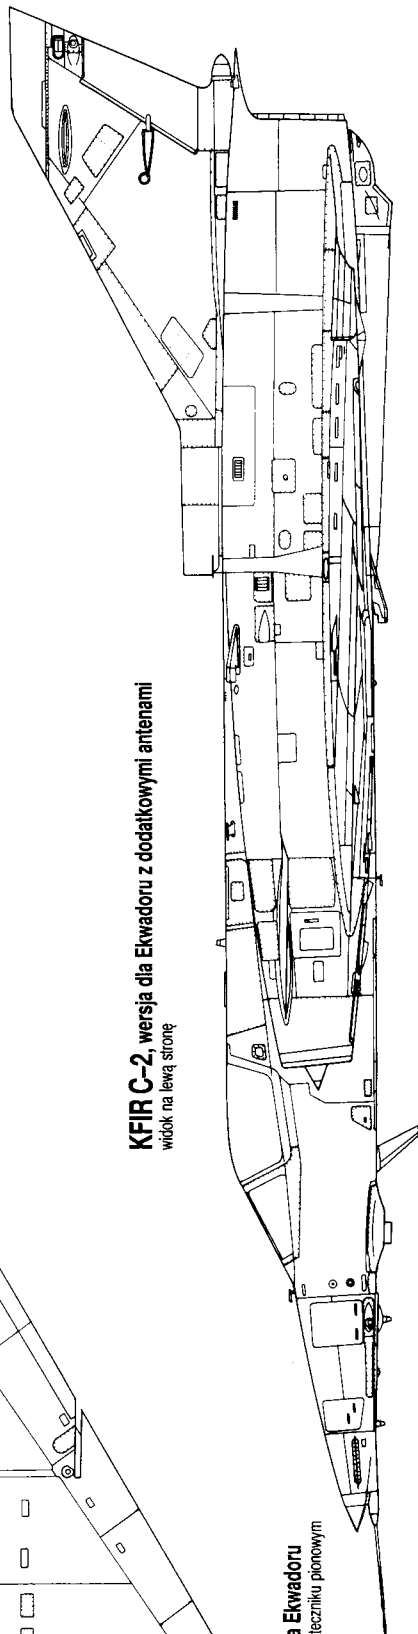 KFIR C–2, wersja dla Ekwadoru z dodatkowymi antenami
widok na lewą stronę
a Ekwadoru
teczniku pionowym